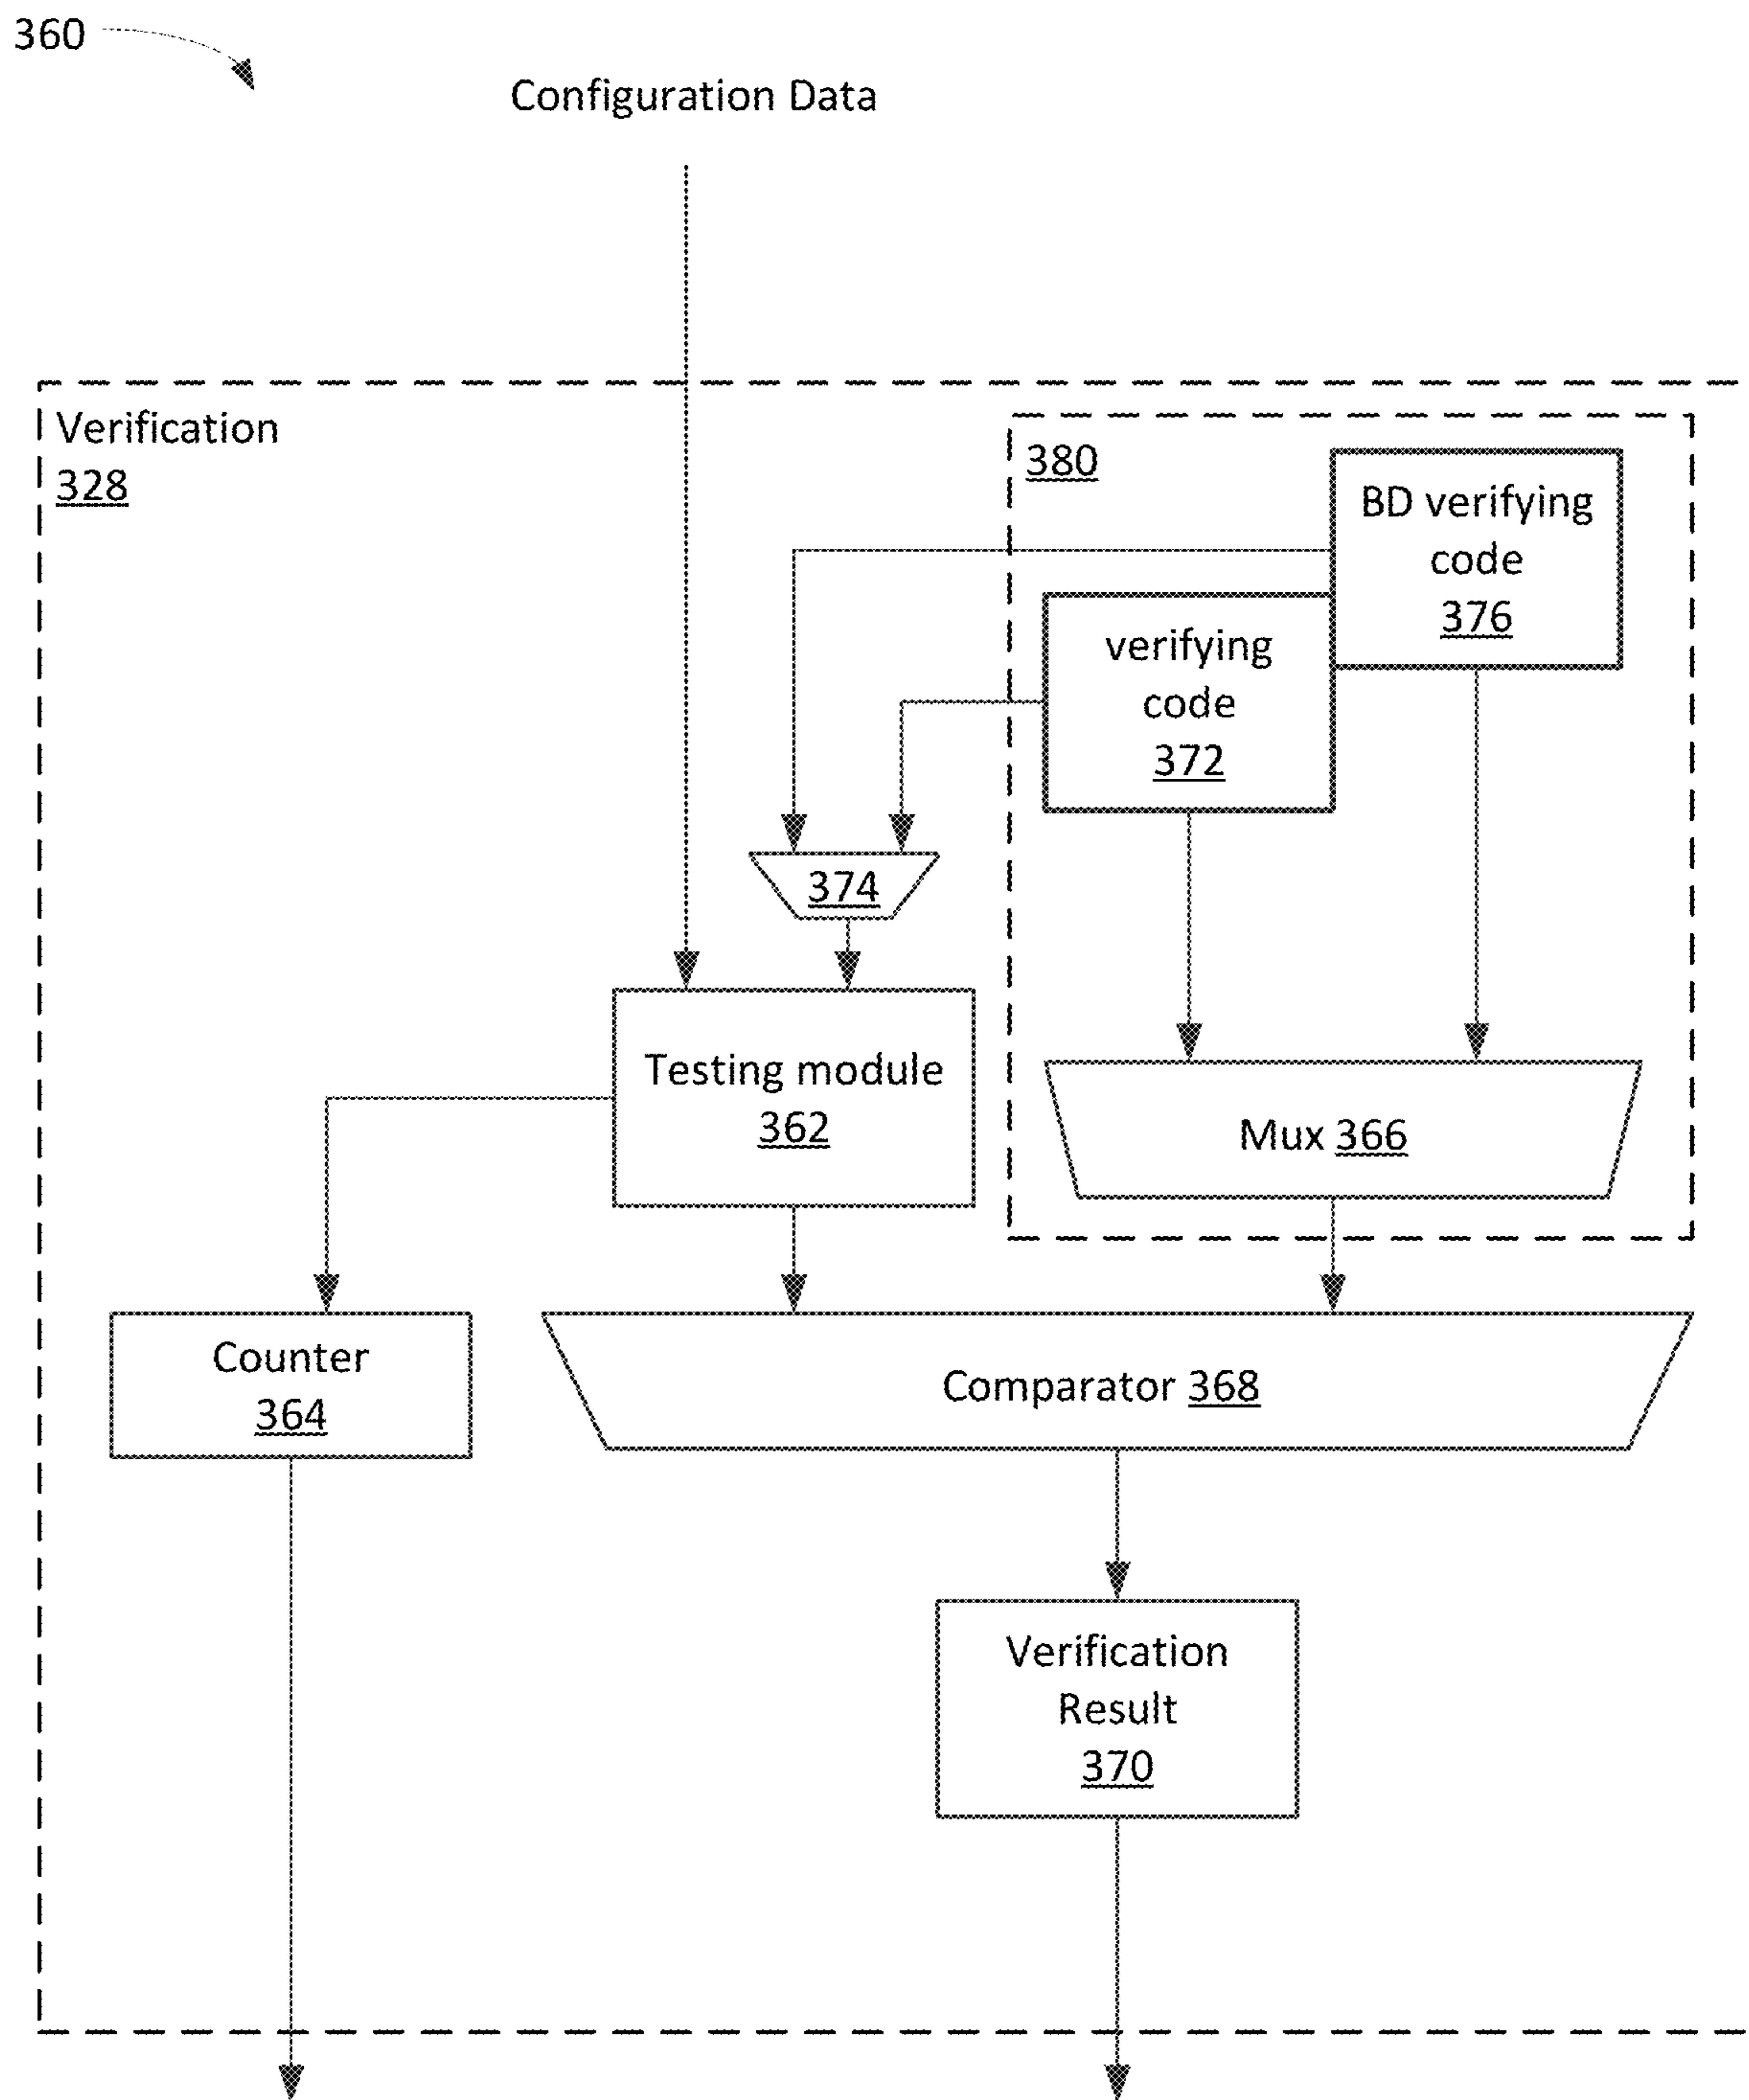 360
Configuration Data
Verification
328
380
BD verifying
code
376
verifying
code
372
374
Testing module
362
Mux 366
Counter
364
Comparator 368
Verification
Result
370